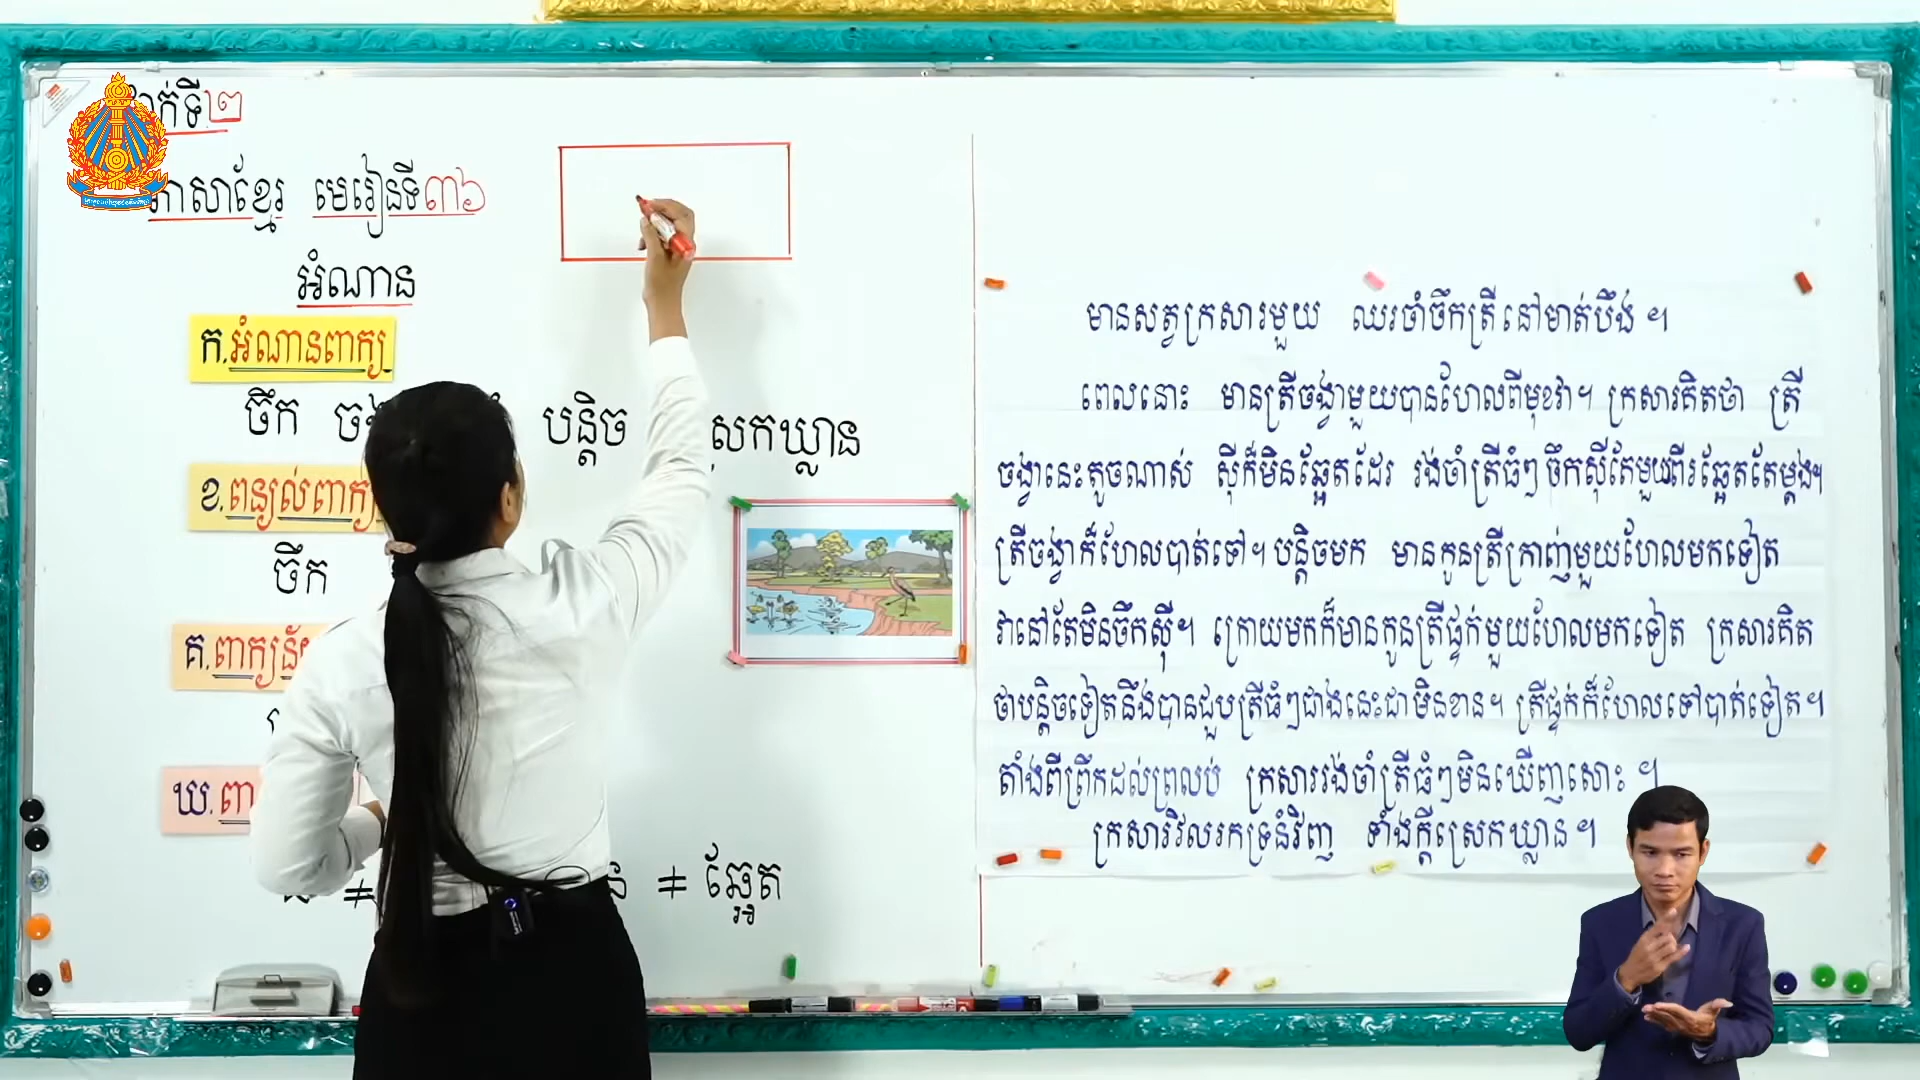 ទី២
ភាសាខ្មែរ មេរៀនទី៣៦
អំណាន
ក.អំណានពាក្យ
ចឹក បន្តិច ឃ្លាន
ខ.ពន្យល់ពាក្យ
ចឹក
គ.
ឃ.
≠ ≠ ឆ្អែត
មានសត្វក្រសារមួយ ឈរចាំចឹកត្រីនៅមាត់បឹង ។
ពេលនោះ មានត្រីចង្វាមួយបានហែលពីមុខវា។ ក្រសារគិតថា ត្រី
ចង្វានេះតូចណាស់ ស៊ីក៏មិនឆ្អែតដែរ រង់ចាំត្រីធំៗ ចឹកស៊ីតែមួយពីរឆ្អែតតែម្ដង។
ត្រីចង្វាក៏ហែលបាត់ទៅ។ បន្តិចមក មានកូនត្រីក្រាញ់មួយហែលមកទៀត
វានៅតែមិនចឹកស៊ី។ ក្រោយមកក៏មានកូនត្រីផ្ទក់មួយហែលមកទៀត ក្រសារគិត
ថាបន្តិចទៀតនឹងបានជួបត្រីធំៗជាងនេះជាមិនខាន។ ត្រីផ្ទក់ក៏ហែលទៅបាត់ទៀត។
តាំងពីព្រឹកដល់ព្រលប់ ក្រសាររង់ចាំត្រីធំៗមិនឃើញសោះ ។
ក្រសារវិលរកទ្រនំវិញ ទាំងក្ដីស្រេកឃ្លាន ។